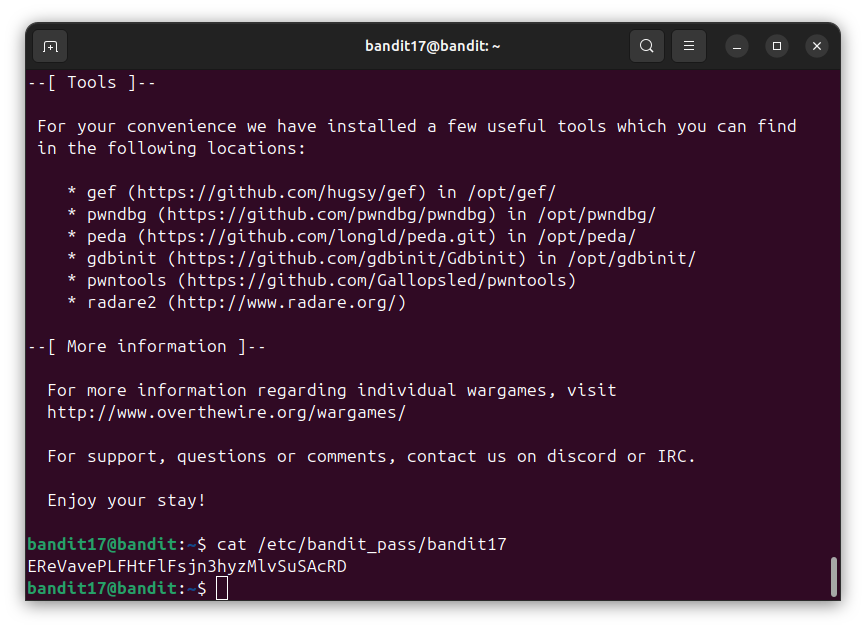 bandit17@bandit: ~
--[ Tools ]--
For your convenience we have installed a few useful tools which you can find
in the following locations:
* gef (https://github.com/hugsy/gef) in /opt/gef/
* pwndbg (https://github.com/pwndbg/pwndbg) in /opt/pwndbg/
* peda (https://github.com/longld/peda.git) in /opt/peda/
* gdbinit (https://github.com/gdbinit/Gdbinit) in /opt/gdbinit/
* pwntools (https://github.com/Gallopsled/pwntools)
* radare2 (http://www.radare.org/)
--[ More information ]--
For more information regarding individual wargames, visit
http://www.overthewire.org/wargames/
For support, questions or comments, contact us on discord or IRC.
Enjoy your stay!
bandit17@bandit:~$ cat /etc/bandit_pass/bandit17
EReVavePLFHtFlFsjn3hyzMlvSuSAcRD
bandit17@bandit:~$